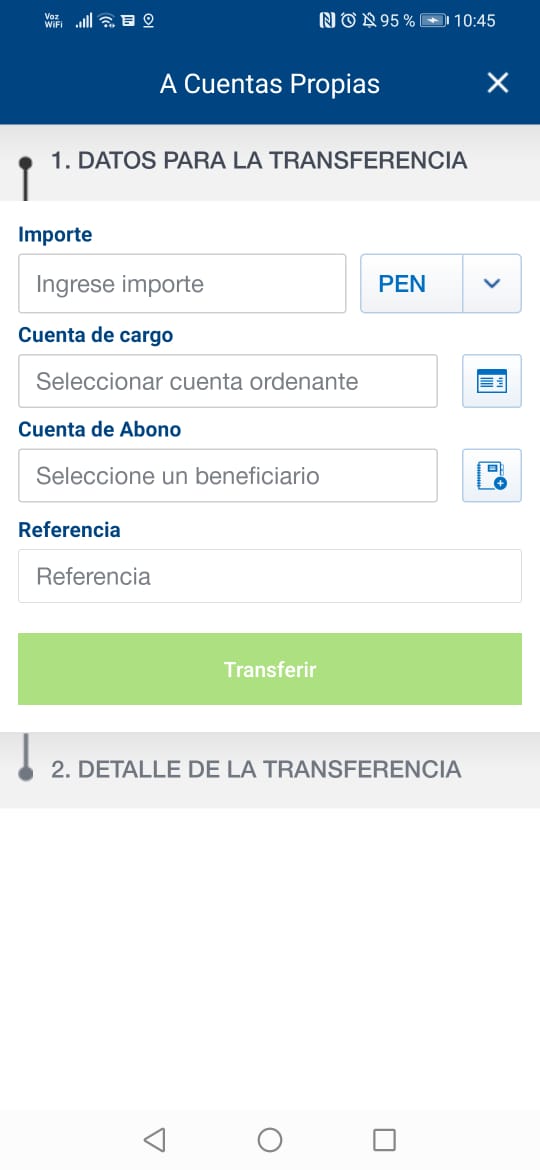 Voz
WiFi
95 %
10:45
A Cuentas Propias
1. DATOS PARA LA TRANSFERENCIA
Importe
Ingrese importe
PEN
Cuenta de cargo
Seleccionar cuenta ordenante
Cuenta de Abono
Seleccione un beneficiario
Referencia
Referencia
Transferir
2. DETALLE DE LA TRANSFERENCIA